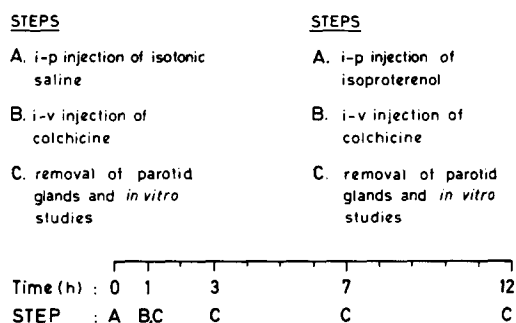 STEPS
A. i-p injection of isotonic
saline
B. i-v injection of
colchicine
C. removal of parotid
glands and in vitro
studies
STEPS
A. i-p injection of
isoproterenol
B. i-v injection of
colchicine
C. removal of parotid
glands and in vitro
studies
Time (h) : 0 1 3 7 12
STEP : A B,C C C C